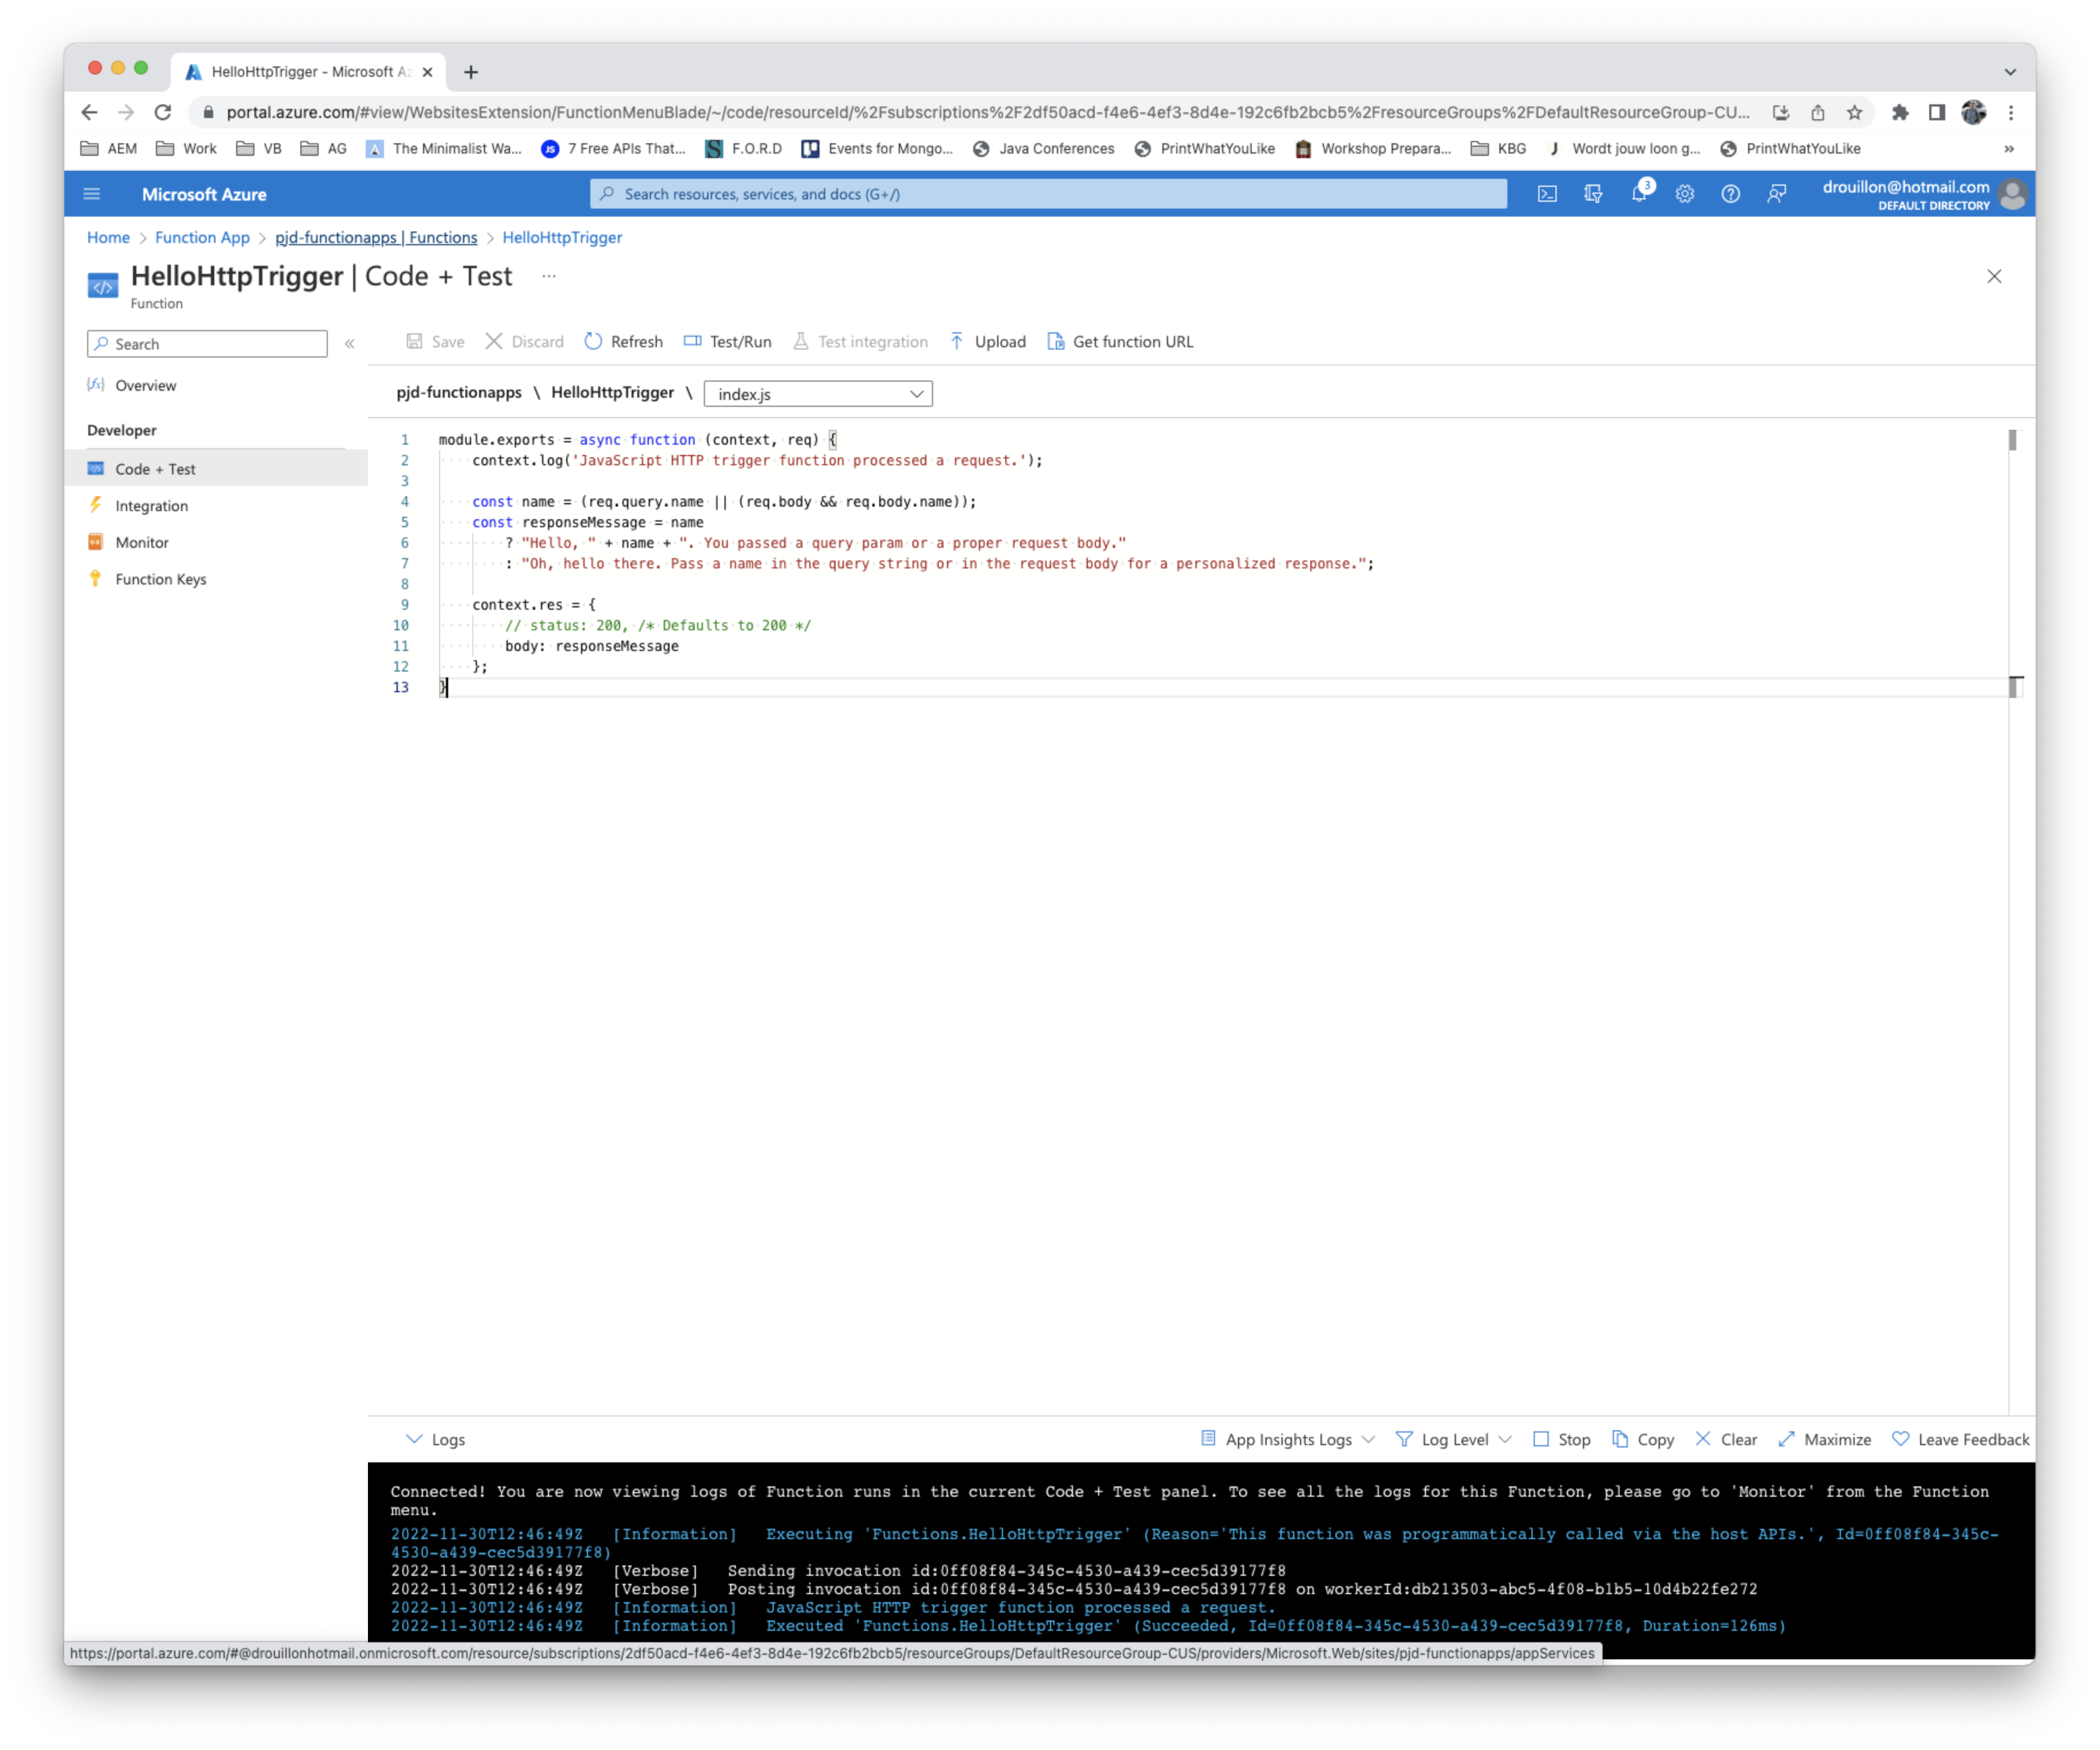 HelloHttpTrigger - Microsoft Az
portal.azure.com/#view/WebsitesExtension/FunctionMenuBlade/~/code/resourceId/%2Fsubscriptions%2F2df50acd-f4e6-4ef3-8d4e-192c6fb2bcb5%2FresourceGroups%2FDefaultResourceGroup-CU...
AEM Work VB AG The Minimalist Wa... JS 7 Free APIs That... F.O.R.D Events for Mongo... Java Conferences PrintWhatYouLike Workshop Prepara... KBG J Wordt jouw loon g... PrintWhatYouLike »
Microsoft Azure
Search resources, services, and docs (G+/)
3
drouillon@hotmail.com
DEFAULT DIRECTORY
Home > Function App > pjd-functionapps | Functions > HelloHttpTrigger
HelloHttpTrigger | Code + Test ...
Function
Search «
Save Discard Refresh Test/Run Test integration Upload Get function URL
Overview
Developer
Code + Test
Integration
Monitor
Function Keys
pjd-functionapps \ HelloHttpTrigger \ index.js
1 module.exports = async function (context, req) {
2 context.log('JavaScript HTTP trigger function processed a request.');
3
4 const name = (req.query.name || (req.body && req.body.name));
5 const responseMessage = name
6 ? "Hello, " + name + ". You passed a query param or a proper request body."
7 : "Oh, hello there. Pass a name in the query string or in the request body for a personalized response.";
8
9 context.res = {
10 // status: 200, /* Defaults to 200 */
11 body: responseMessage
12 };
13 }
Logs
App Insights Logs Log Level Stop Copy Clear Maximize Leave Feedback
Connected! You are now viewing logs of Function runs in the current Code + Test panel. To see all the logs for this Function, please go to 'Monitor' from the Function
menu.
2022-11-30T12:46:49Z [Information] Executing 'Functions.HelloHttpTrigger' (Reason='This function was programmatically called via the host APIs.', Id=0ff08f84-345c-
4530-a439-cec5d39177f8)
2022-11-30T12:46:49Z [Verbose] Sending invocation id:0ff08f84-345c-4530-a439-cec5d39177f8
2022-11-30T12:46:49Z [Verbose] Posting invocation id:0ff08f84-345c-4530-a439-cec5d39177f8 on workerId:db213503-abc5-4f08-b1b5-10d4b22fe272
2022-11-30T12:46:49Z [Information] JavaScript HTTP trigger function processed a request.
2022-11-30T12:46:49Z [Information] Executed 'Functions.HelloHttpTrigger' (Succeeded, Id=0ff08f84-345c-4530-a439-cec5d39177f8, Duration=126ms)
https://portal.azure.com/#@drouillonhotmail.onmicrosoft.com/resource/subscriptions/2df50acd-f4e6-4ef3-8d4e-192c6fb2bcb5/resourceGroups/DefaultResourceGroup-CUS/providers/Microsoft.Web/sites/pjd-functionapps/appServices